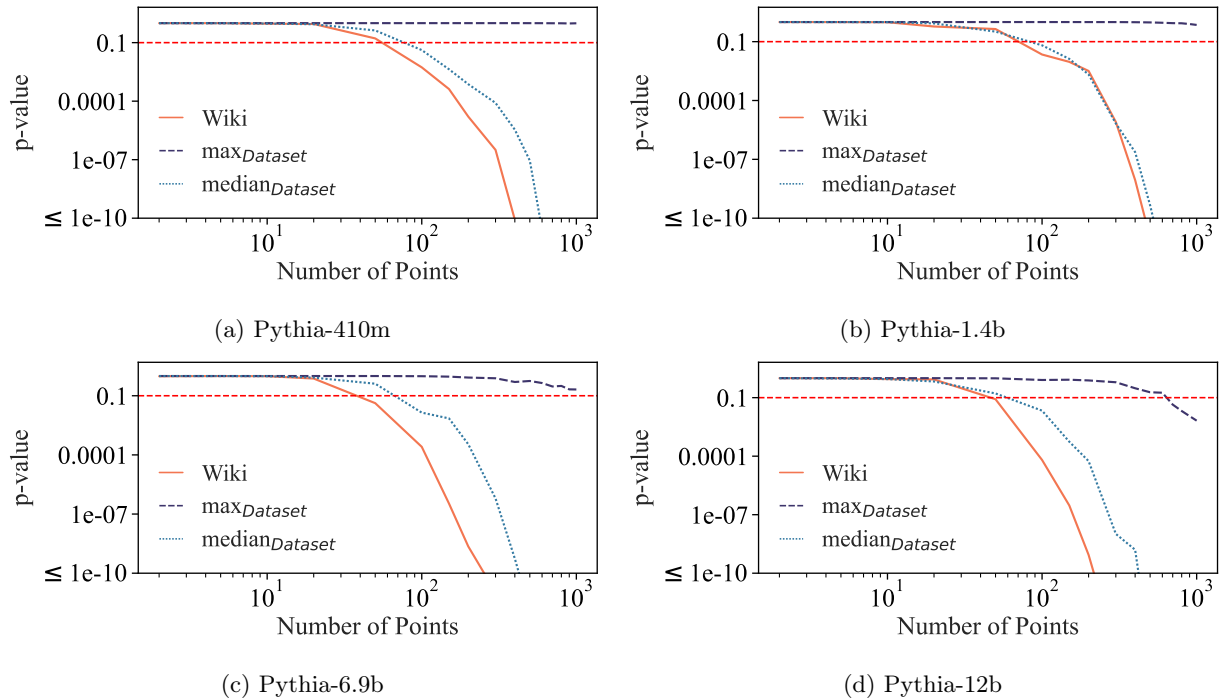 0.1
0.0001
1e-07
≤ 1e-10
p-value
Wiki
max_Dataset
median_Dataset
10^1
10^2
10^3
Number of Points
(a) Pythia-410m
0.1
0.0001
1e-07
≤ 1e-10
p-value
Wiki
max_Dataset
median_Dataset
10^1
10^2
10^3
Number of Points
(b) Pythia-1.4b
0.1
0.0001
1e-07
≤ 1e-10
p-value
Wiki
max_Dataset
median_Dataset
10^1
10^2
10^3
Number of Points
(c) Pythia-6.9b
0.1
0.0001
1e-07
≤ 1e-10
p-value
Wiki
max_Dataset
median_Dataset
10^1
10^2
10^3
Number of Points
(d) Pythia-12b